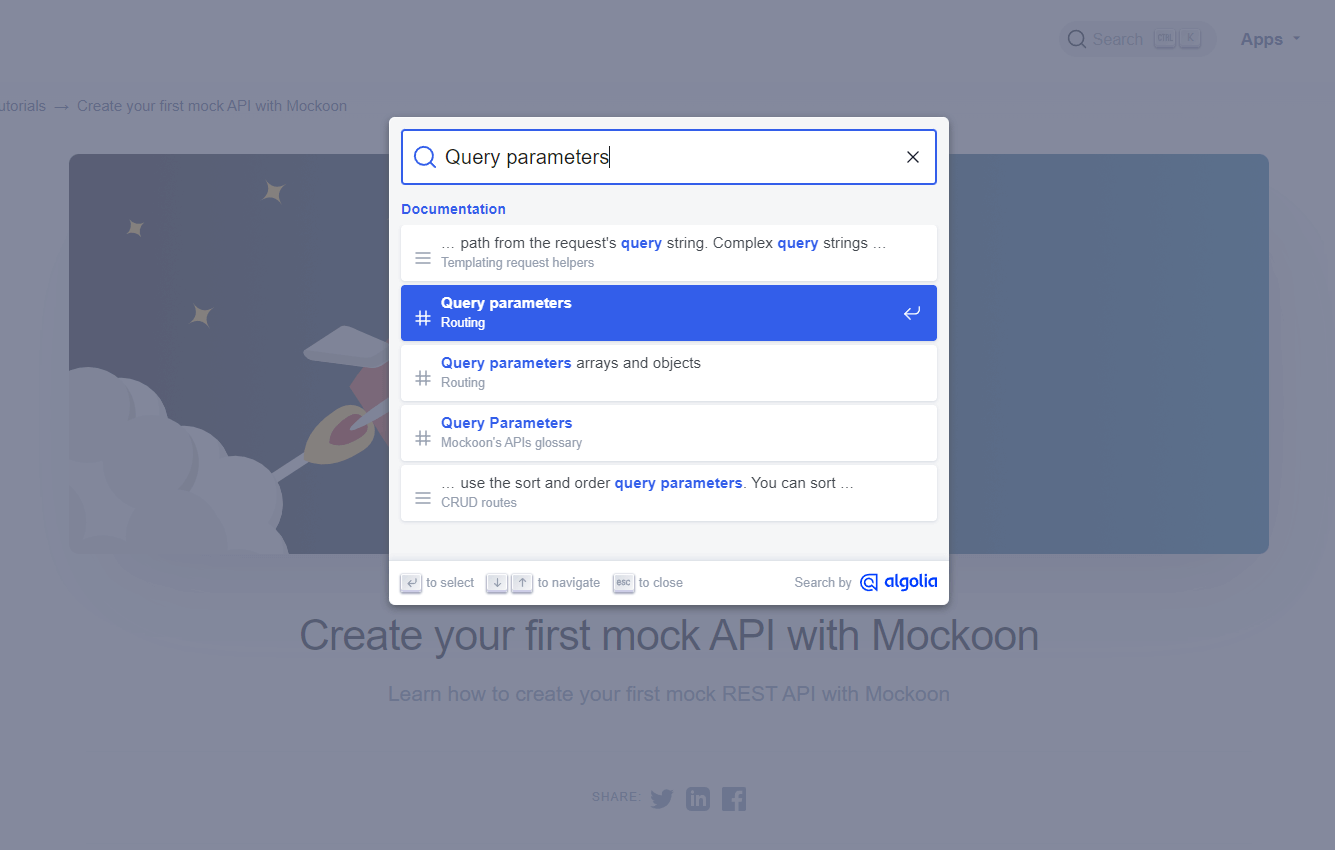 Search CTRL K Apps
utorials → Create your first mock API with Mockoon
Query parameters
Documentation
… path from the request's query string. Complex query strings …
Templating request helpers
Query parameters
Routing
Query parameters arrays and objects
Routing
Query Parameters
Mockoon's APIs glossary
… use the sort and order query parameters. You can sort …
CRUD routes
to select to navigate esc to close Search by algolia
Create your first mock API with Mockoon
Learn how to create your first mock REST API with Mockoon
SHARE: